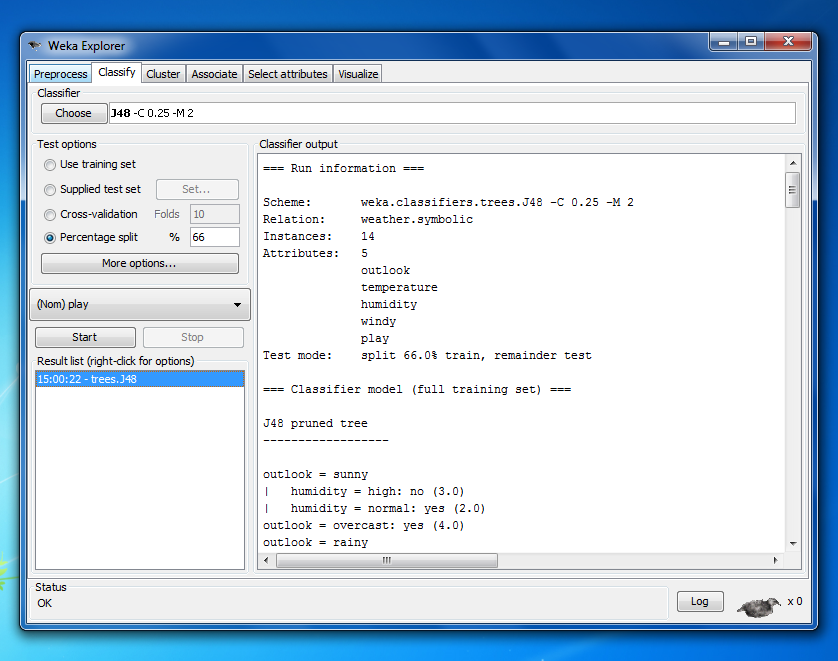 Weka Explorer
Preprocess Classify Cluster Associate Select attributes Visualize
Classifier
Choose J48 -C 0.25 -M 2
Test options
Use training set
Supplied test set Set...
Cross-validation Folds 10
Percentage split % 66
More options...
(Nom) play
Start Stop
Result list (right-click for options)
15:00:22 - trees.J48
Classifier output
=== Run information ===
Scheme: weka.classifiers.trees.J48 -C 0.25 -M 2
Relation: weather.symbolic
Instances: 14
Attributes: 5
outlook
temperature
humidity
windy
play
Test mode: split 66.0% train, remainder test
=== Classifier model (full training set) ===
J48 pruned tree
------------------
outlook = sunny
|   humidity = high: no (3.0)
|   humidity = normal: yes (2.0)
outlook = overcast: yes (4.0)
outlook = rainy
Status
OK
Log x 0